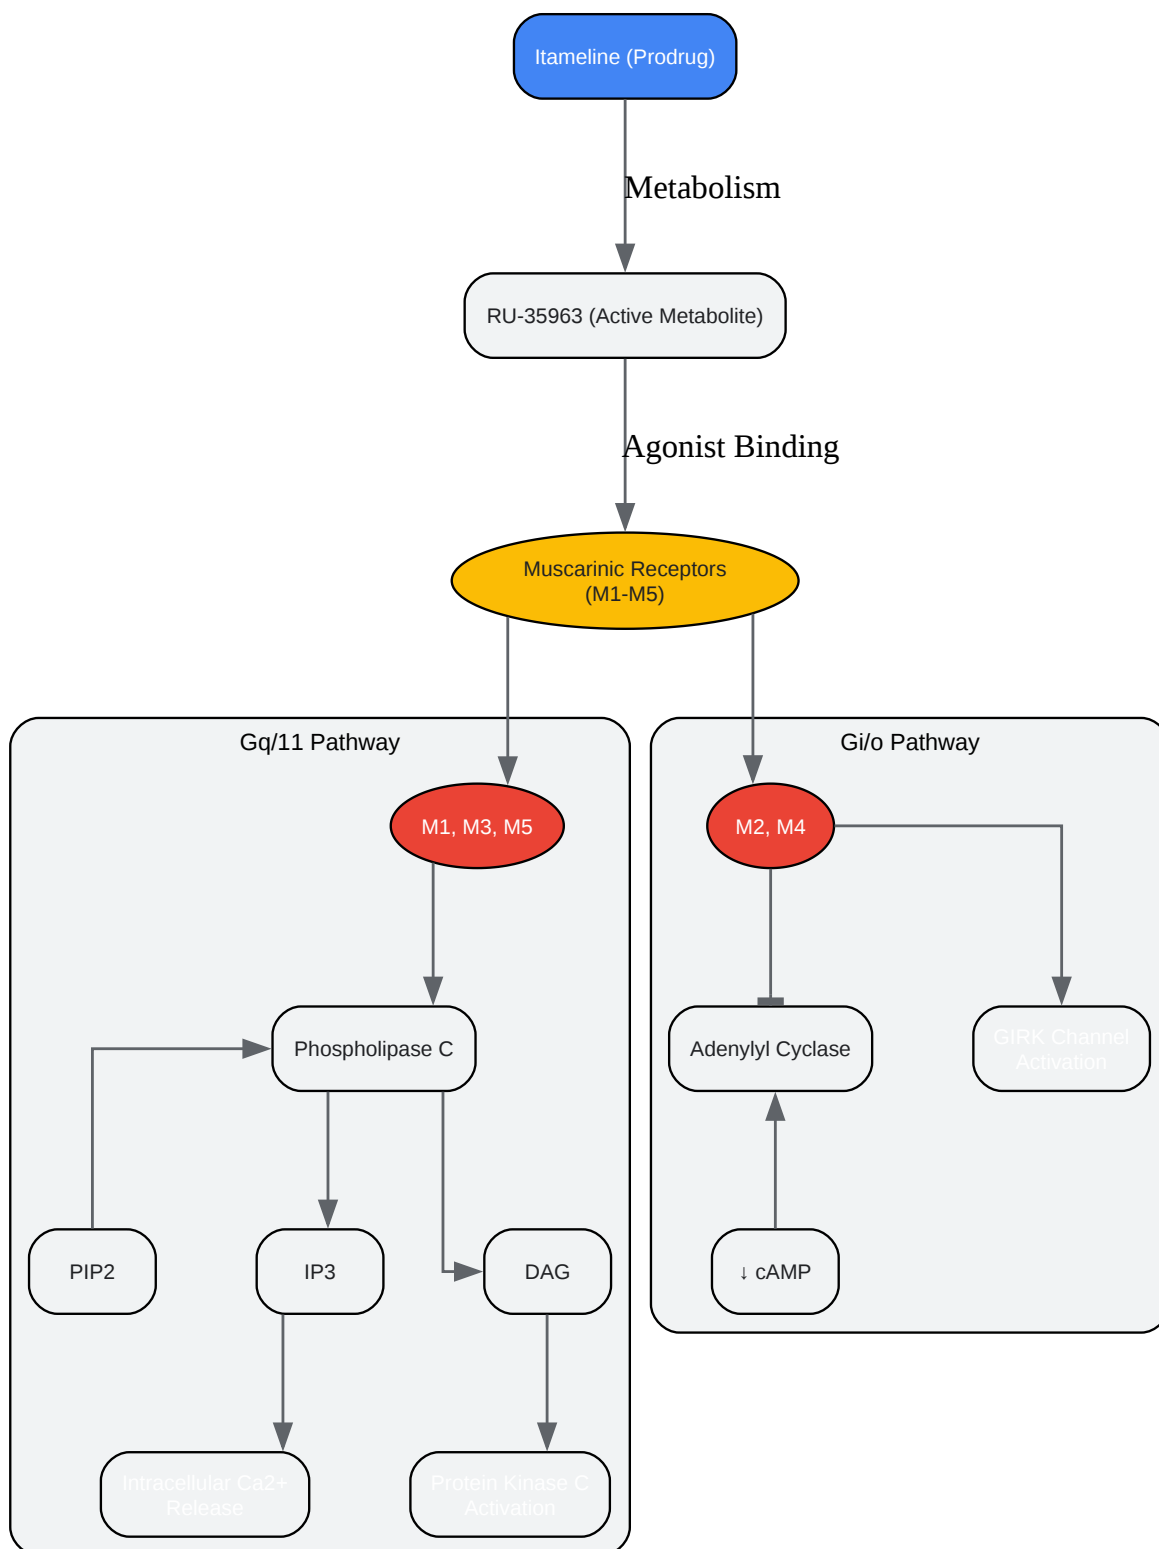 Itameline (Prodrug)
Metabolism
RU-35963 (Active Metabolite)
Agonist Binding
Muscarinic Receptors
(M1-M5)
Gq/11 Pathway
Gi/o Pathway
M1, M3, M5
M2, M4
Phospholipase C
Adenylyl Cyclase
GIRK Channel
Activation
PIP2
IP3
DAG
↓ cAMP
Intracellular Ca2+
Release
Protein Kinase C
Activation